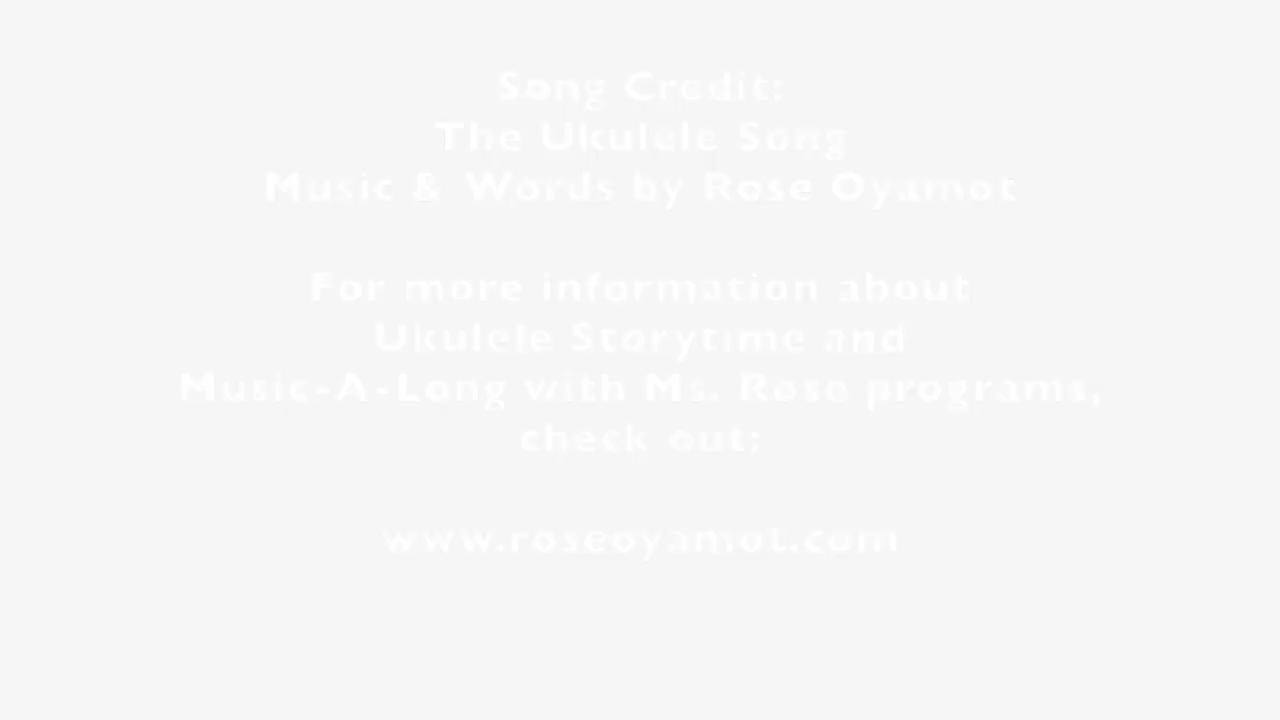 Song Credit:
The Ukulele Song
Music & Words by Rose Oyamot
For more information about
Ukulele Storytime and
Music-A-Long with Ms. Rose programs,
check out:
www.roseoyamot.com